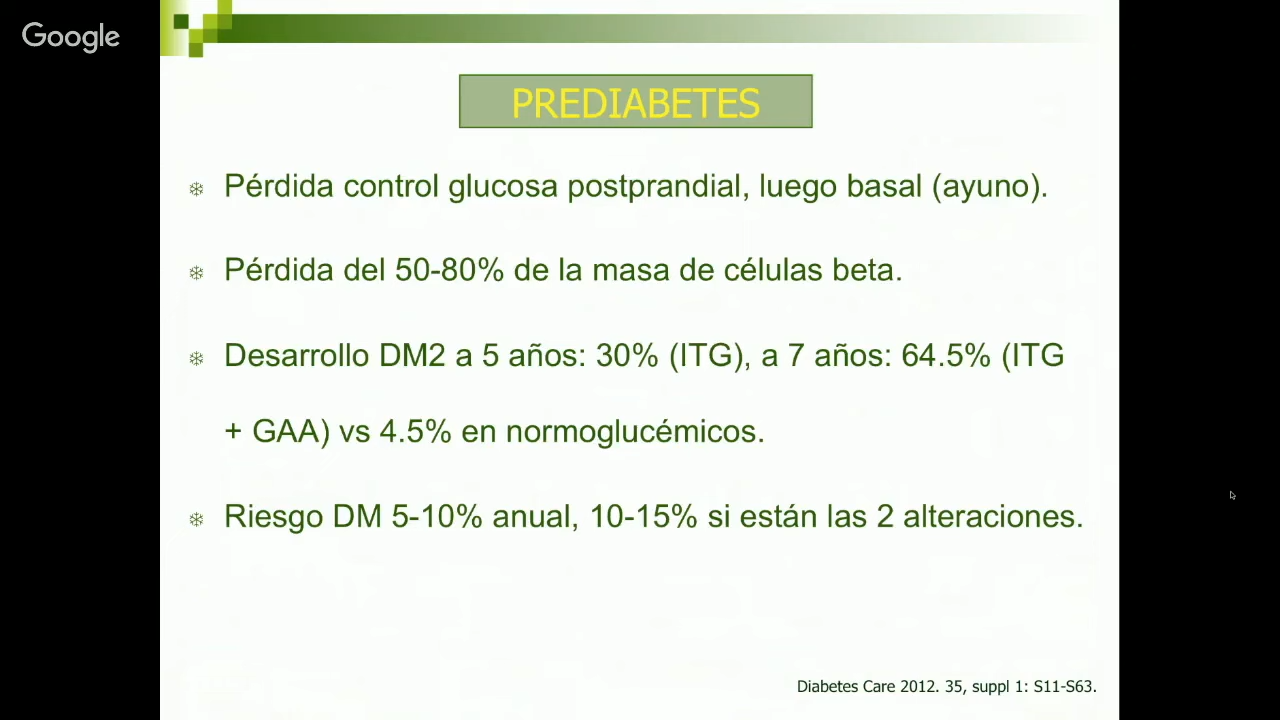 Google
PREDIABETES
Pérdida control glucosa postprandial, luego basal (ayuno).
Pérdida del 50-80% de la masa de células beta.
Desarrollo DM2 a 5 años: 30% (ITG), a 7 años: 64.5% (ITG
+ GAA) vs 4.5% en normoglucémicos.
Riesgo DM 5-10% anual, 10-15% si están las 2 alteraciones.
Diabetes Care 2012. 35, suppl 1: S11-S63.